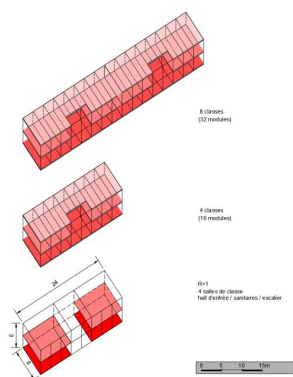 8 classes
(32 modules)
4 classes
(16 modules)
24
6
R+1
4 salles de classe
hall d'entrée / sanitaires / escalier
0 5 10 15m